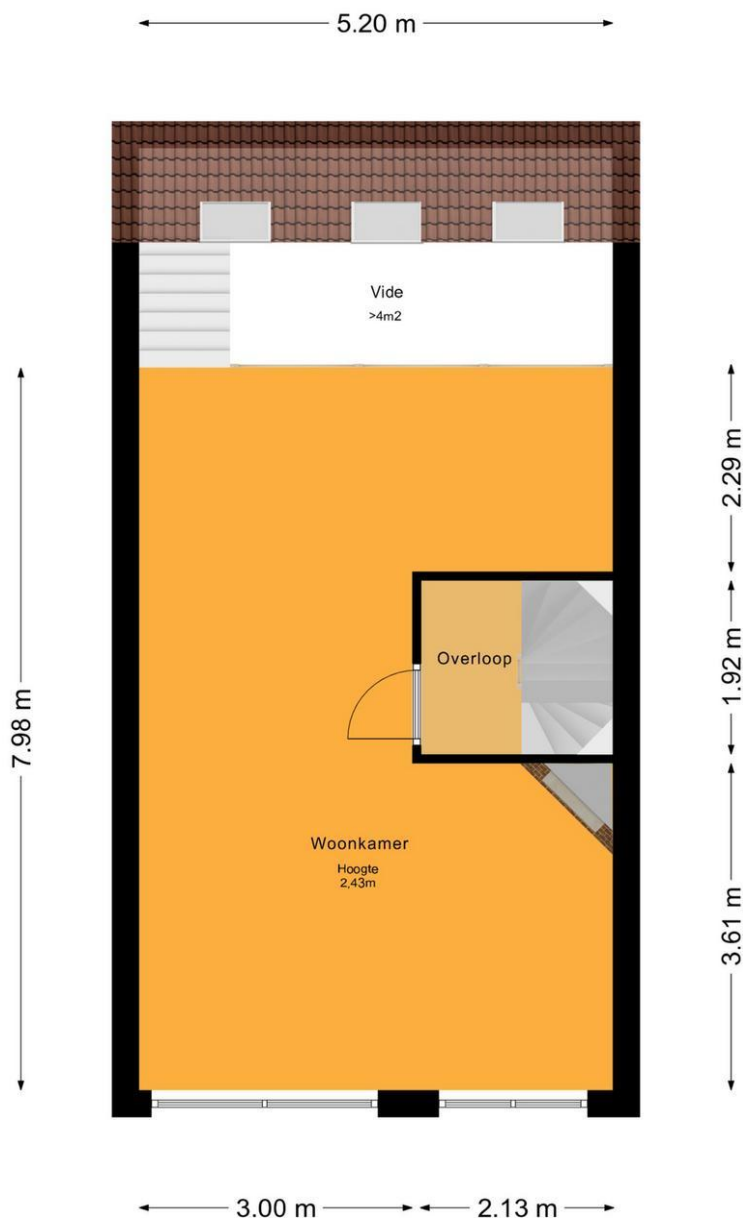 5.20 m
Vide
>4m2
2.29 m
Overloop
1.92 m
7.98 m
Woonkamer
Hoogte
2,43m
3.61 m
3.00 m
2.13 m